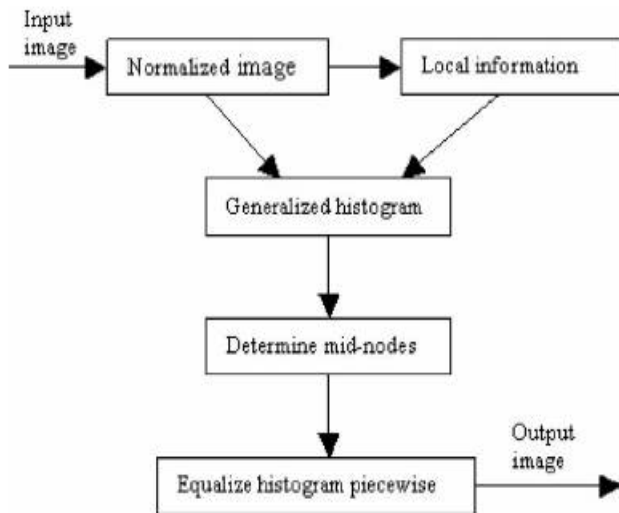 Input
image
Normalized image
Local information
Generalized histogram
Determine mid-nodes
Output
image
Equalize histogram piecewise